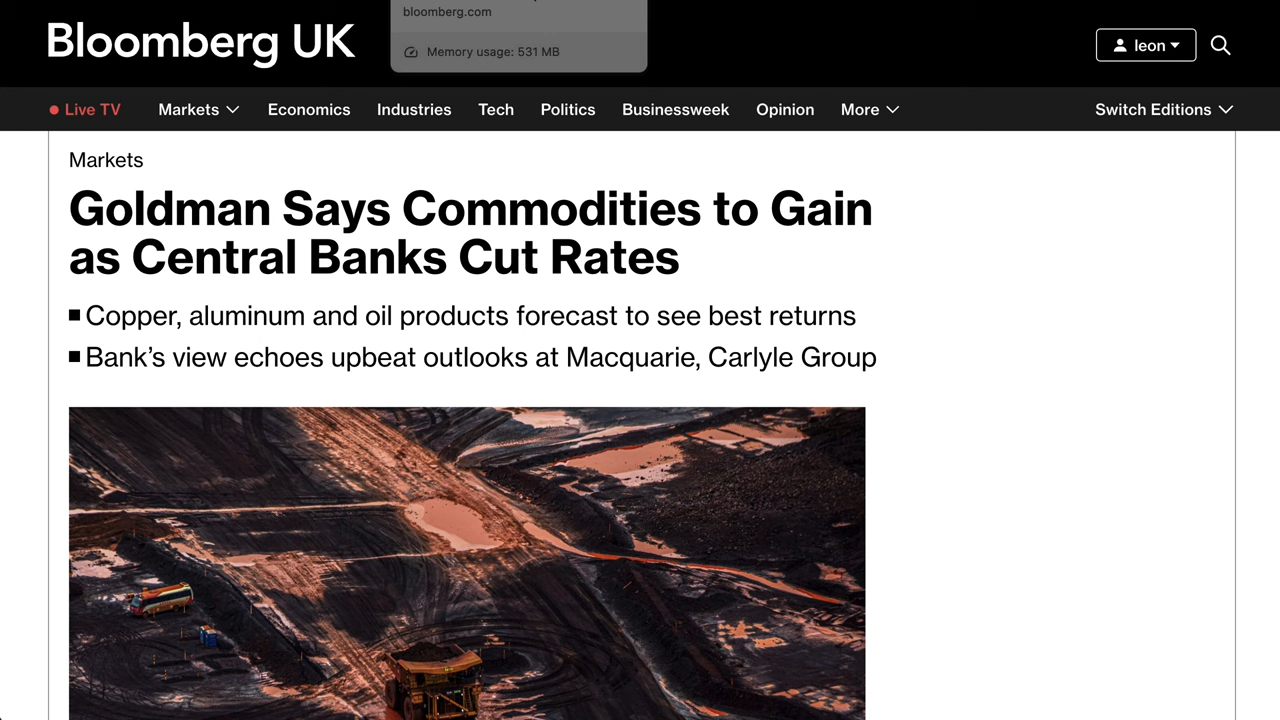 bloomberg.com
Memory usage: 531 MB
Bloomberg UK
leon
Live TV Markets Economics Industries Tech Politics Businessweek Opinion More Switch Editions
Markets
Goldman Says Commodities to Gain
as Central Banks Cut Rates
Copper, aluminum and oil products forecast to see best returns
Bank’s view echoes upbeat outlooks at Macquarie, Carlyle Group